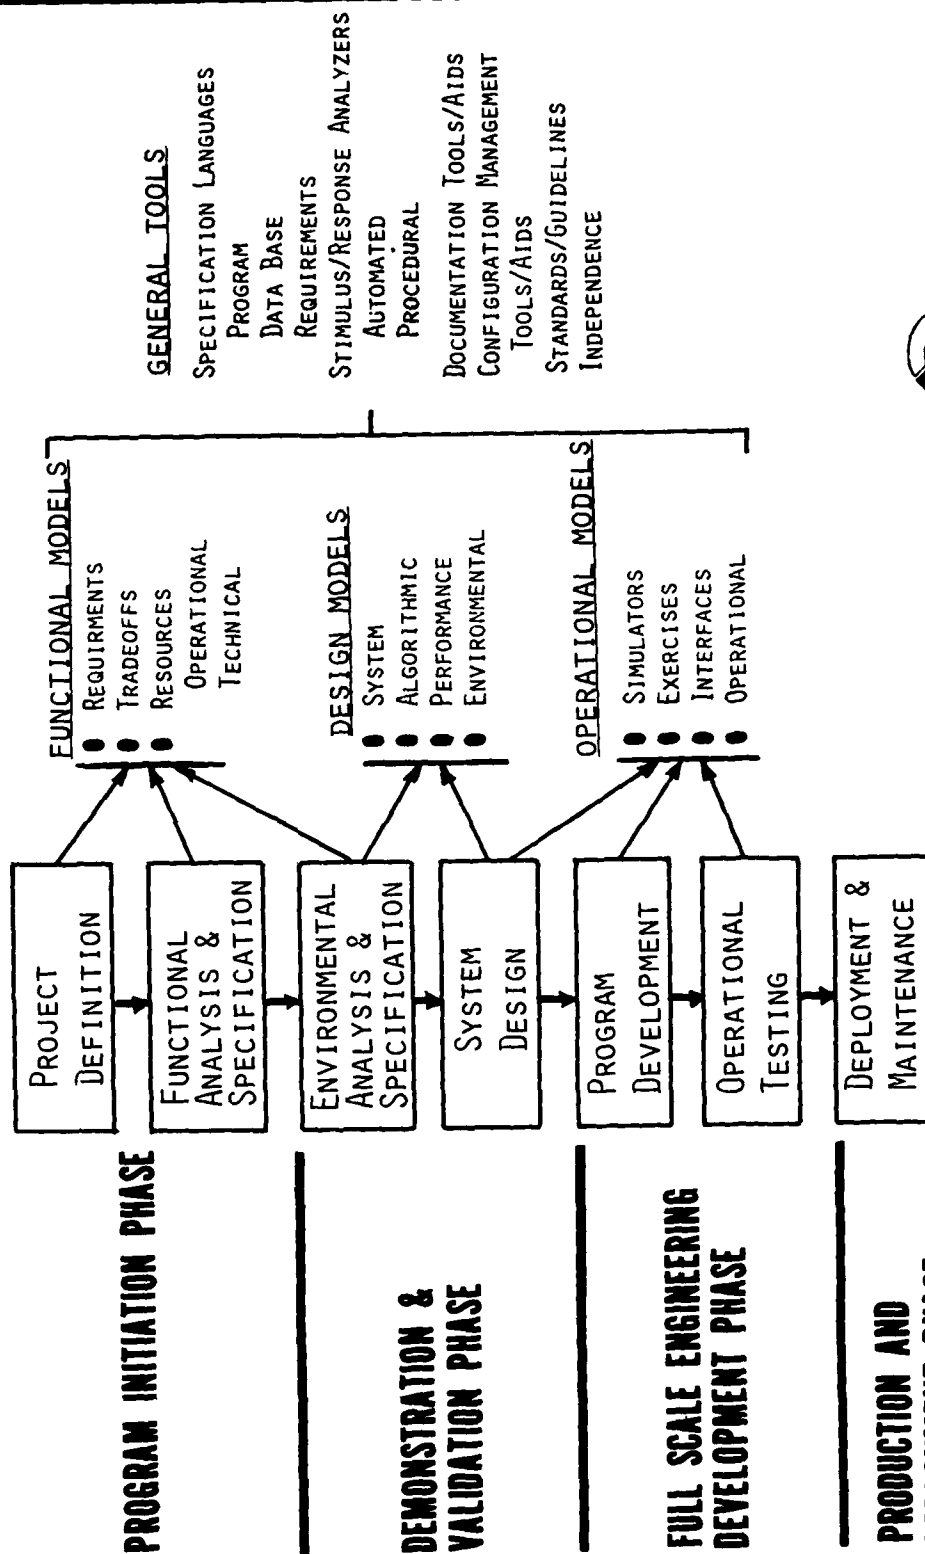 PROGRAM INITIATION PHASE
PROJECT
DEFINITION
FUNCTIONAL
ANALYSIS &
SPECIFICATION
FUNCTIONAL MODELS
REQUIRMENTS
TRADEOFFS
RESOURCES
OPERATIONAL
TECHNICAL
DEMONSTRATION &
VALIDATION PHASE
ENVIRONMENTAL
ANALYSIS &
SPECIFICATION
SYSTEM
DESIGN
DESIGN MODELS
SYSTEM
ALGORITHMIC
PERFORMANCE
ENVIRONMENTAL
FULL SCALE ENGINEERING
DEVELOPMENT PHASE
PROGRAM
DEVELOPMENT
OPERATIONAL
TESTING
OPERATIONAL MODELS
SIMULATORS
EXERCISES
INTERFACES
OPERATIONAL
PRODUCTION AND
DEPLOYMENT &
MAINTENANCE
GENERAL TOOLS
SPECIFICATION LANGUAGES
PROGRAM
DATA BASE
REQUIREMENTS
STIMULUS/RESPONSE ANALYZERS
AUTOMATED
PROCEDURAL
DOCUMENTATION TOOLS/AIDS
CONFIGURATION MANAGEMENT
TOOLS/AIDS
STANDARDS/GUIDELINES
INDEPENDENCE